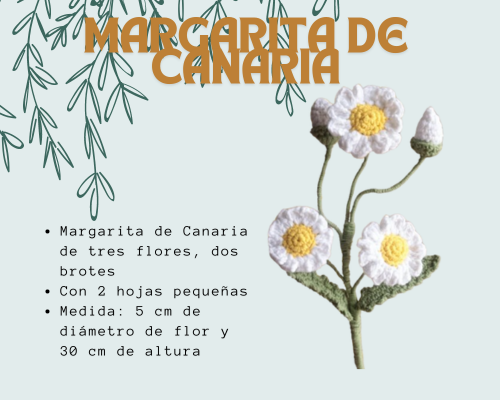 MARGARITA DE
CANARIA
• Margarita de Canaria
de tres flores, dos
brotes
• Con 2 hojas pequeñas
• Medida: 5 cm de
diámetro de flor y
30 cm de altura